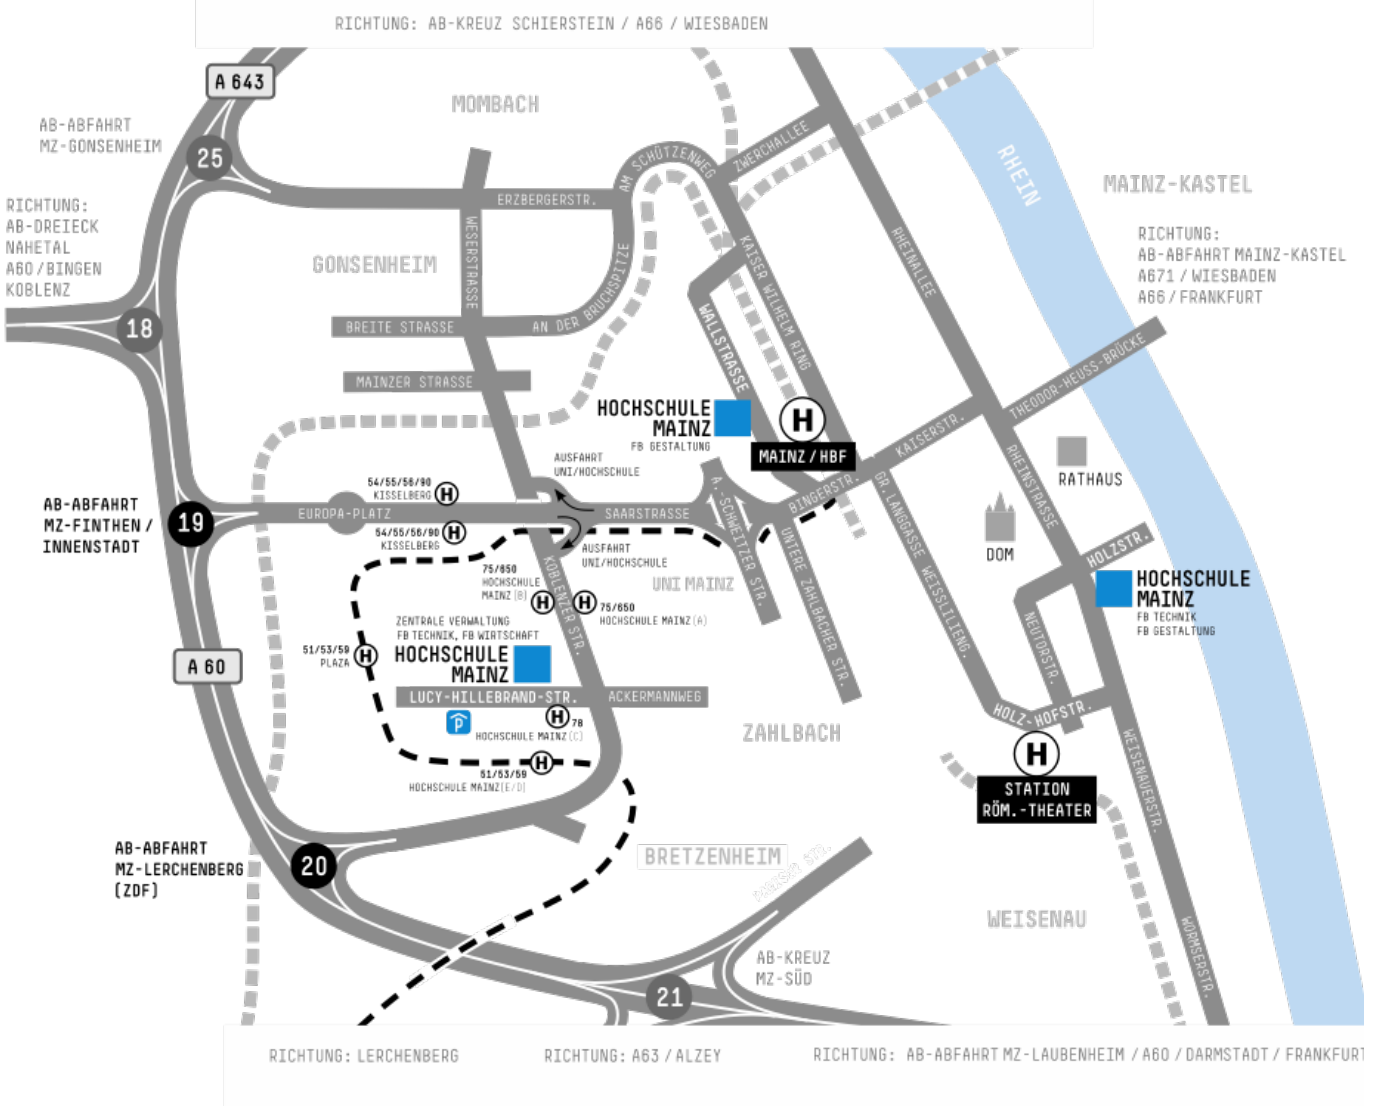 RICHTUNG: AB-KREUZ SCHIERSTEIN / A66 / WIESBADEN
A 643
MOMBACH
AB-ABFAHRT
MZ-GONSENHEIM
25
ZWERCHALLEE
AM SCHÜTZENWEG
RHEIN
MAINZ-KASTEL
RICHTUNG:
AB-DREIECK
NAHETAL
A60 / BINGEN
KOBLENZ
ERZBERGERSTR.
WESERSTRASSE
RICHTUNG:
AB-ABFAHRT MAINZ-KASTEL
A671 / WIESBADEN
A66 / FRANKFURT
GONSENHEIM
KAISER WILHELM RING
RHEINALLEE
18
BREITE STRASSE
AN DER BRUCHSPITZE
WALLSTRASSE
MAINZER STRASSE
THEODOR-HEUSS-BRÜCKE
HOCHSCHULE
MAINZ
FB GESTALTUNG
H
MAINZ / HBF
KAISERSTR.
RHEINSTRASSE
RATHAUS
AUSFAHRT
UNI/HOCHSCHULE
54/55/56/90
KISSELBERG
H
A.-SCHWEITZER STR.
BINGERSTR.
GR.LANGGASSE WEISSLILIENG.
AB-ABFAHRT
MZ-FINTHEN /
INNENSTADT
19
EUROPA-PLATZ
SAARSTRASSE
54/55/56/90
KISSELBERG
H
AUSFAHRT
UNI/HOCHSCHULE
UNTERE ZAHLBACHER STR.
DOM
HOLZSTR.
UNI MAINZ
KOBLENZER STR.
75/650
HOCHSCHULE
MAINZ (B)
H
H
75/650
HOCHSCHULE MAINZ (A)
HOCHSCHULE
MAINZ
FB TECHNIK
FB GESTALTUNG
NEUTORSTR.
ZENTRALE VERWALTUNG
FB TECHNIK, FB WIRTSCHAFT
HOCHSCHULE
MAINZ
51/53/59
PLAZA
H
A 60
LUCY-HILLEBRAND-STR.
ACKERMANNWEG
P
H
78
HOCHSCHULE MAINZ (C)
ZAHLBACH
HOLZ-HOFSTR.
H
STATION
RÖM.-THEATER
WEISENAUERSTR.
51/53/59
HOCHSCHULE MAINZ(E/D)
H
AB-ABFAHRT
MZ-LERCHENBERG
(ZDF)
20
BRETZENHEIM
WEISENAU
WORMSERSTR.
AB-KREUZ
MZ-SÜD
21
RICHTUNG: LERCHENBERG
RICHTUNG: A63 / ALZEY
RICHTUNG: AB-ABFAHRT MZ-LAUBENHEIM / A60 / DARMSTADT / FRANKFURT